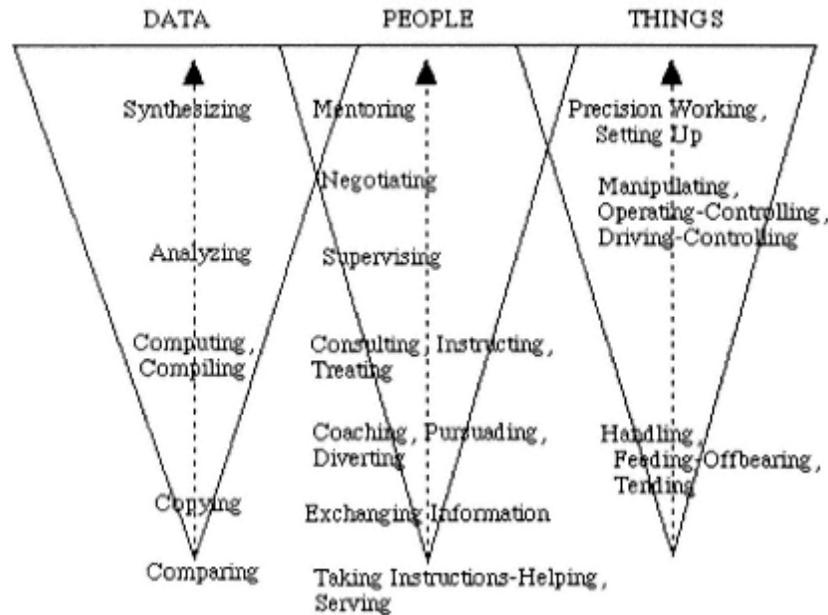 DATA
PEOPLE
THINGS
Synthesizing
Analyzing
Computing,
Compiling
Copying
Comparing
Mentoring
Negotiating
Supervising
Consulting, Instructing,
Treating
Coaching, Pursuading,
Diverting
Exchanging Information
Taking Instructions-Helping,
Serving
Precision Working,
Setting Up
Manipulating,
Operating-Controlling,
Driving-Controlling
Handling,
Feeding-Offbearing,
Tending